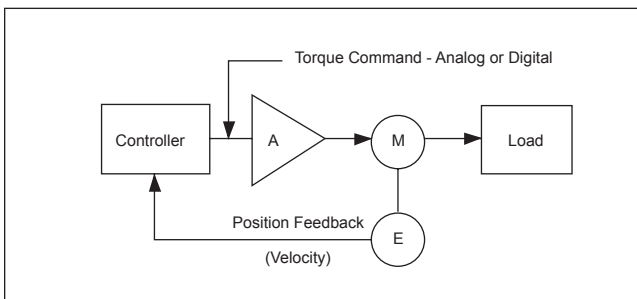 Torque Command - Analog or Digital
Controller
A
M
Load
Position Feedback
(Velocity)
E